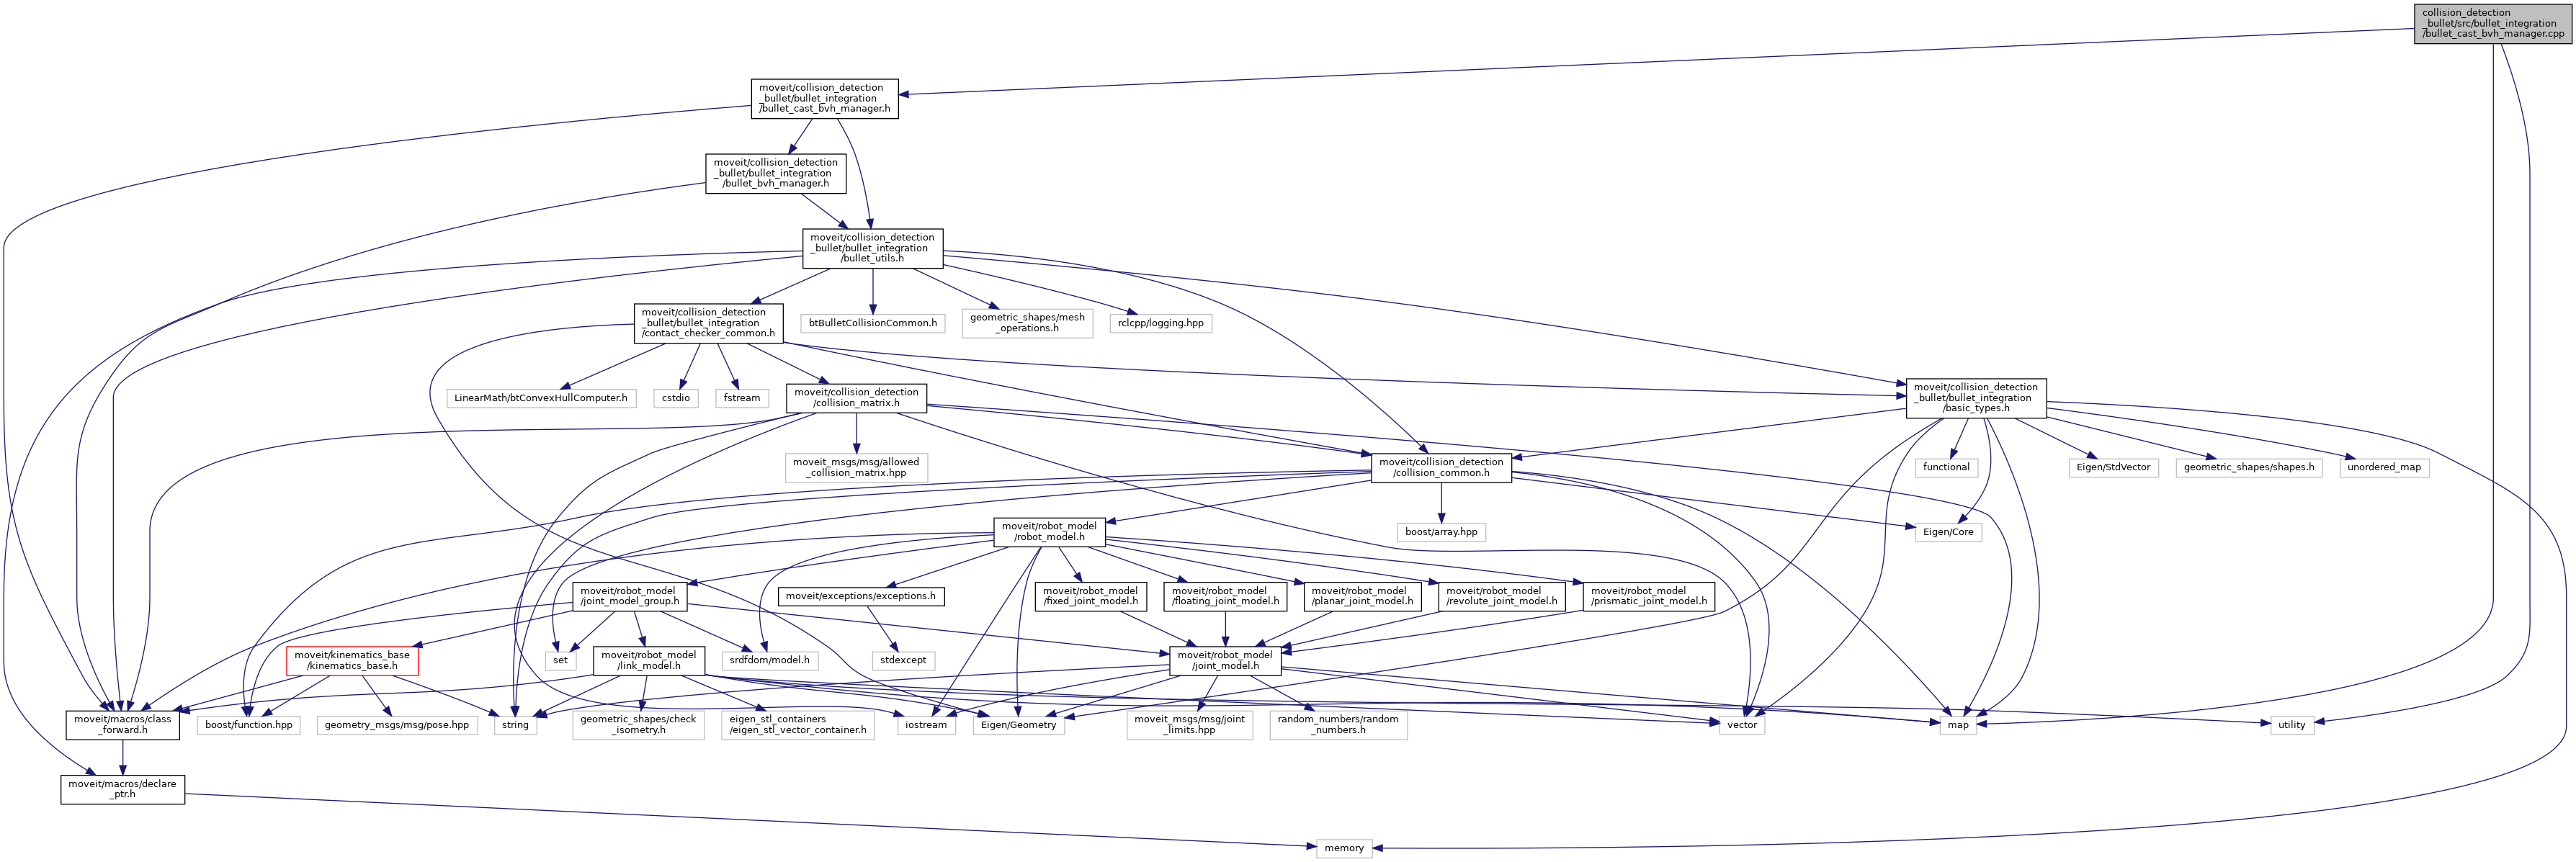 collision_detection
_bullet/src/bullet_integration
/bullet_cast_bvh_manager.cpp
moveit/collision_detection
_bullet/bullet_integration
/bullet_cast_bvh_manager.h
moveit/collision_detection
_bullet/bullet_integration
/bullet_bvh_manager.h
moveit/collision_detection
_bullet/bullet_integration
/bullet_utils.h
moveit/collision_detection
_bullet/bullet_integration
/contact_checker_common.h
btBulletCollisionCommon.h
geometric_shapes/mesh
_operations.h
rclcpp/logging.hpp
LinearMath/btConvexHullComputer.h
cstdio
fstream
moveit/collision_detection
/collision_matrix.h
moveit/collision_detection
_bullet/bullet_integration
/basic_types.h
moveit_msgs/msg/allowed
_collision_matrix.hpp
moveit/collision_detection
/collision_common.h
functional
Eigen/StdVector
geometric_shapes/shapes.h
unordered_map
moveit/robot_model
/robot_model.h
boost/array.hpp
Eigen/Core
moveit/robot_model
/joint_model_group.h
moveit/exceptions/exceptions.h
moveit/robot_model
/fixed_joint_model.h
moveit/robot_model
/floating_joint_model.h
moveit/robot_model
/planar_joint_model.h
moveit/robot_model
/revolute_joint_model.h
moveit/robot_model
/prismatic_joint_model.h
moveit/kinematics_base
/kinematics_base.h
set
moveit/robot_model
/link_model.h
srdfdom/model.h
stdexcept
moveit/robot_model
/joint_model.h
moveit/macros/class
_forward.h
boost/function.hpp
geometry_msgs/msg/pose.hpp
string
geometric_shapes/check
_isometry.h
eigen_stl_containers
/eigen_stl_vector_container.h
iostream
Eigen/Geometry
moveit_msgs/msg/joint
_limits.hpp
random_numbers/random
_numbers.h
vector
map
utility
moveit/macros/declare
_ptr.h
memory